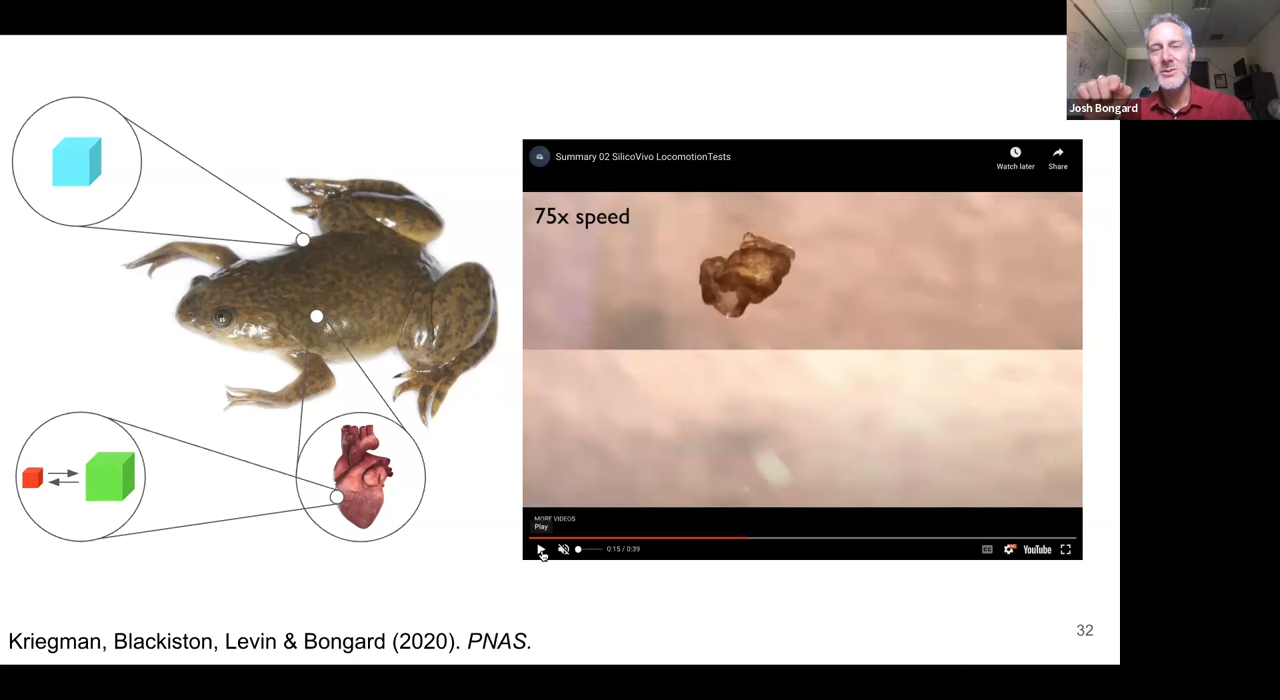 Josh Bongard
Summary 02 SilicoVivo LocomotionTests
Watch later
Share
75x speed
MORE VIDEOS
Play
0:15 / 0:39
CC
YouTube
32
Kriegman, Blackiston, Levin & Bongard (2020). PNAS.